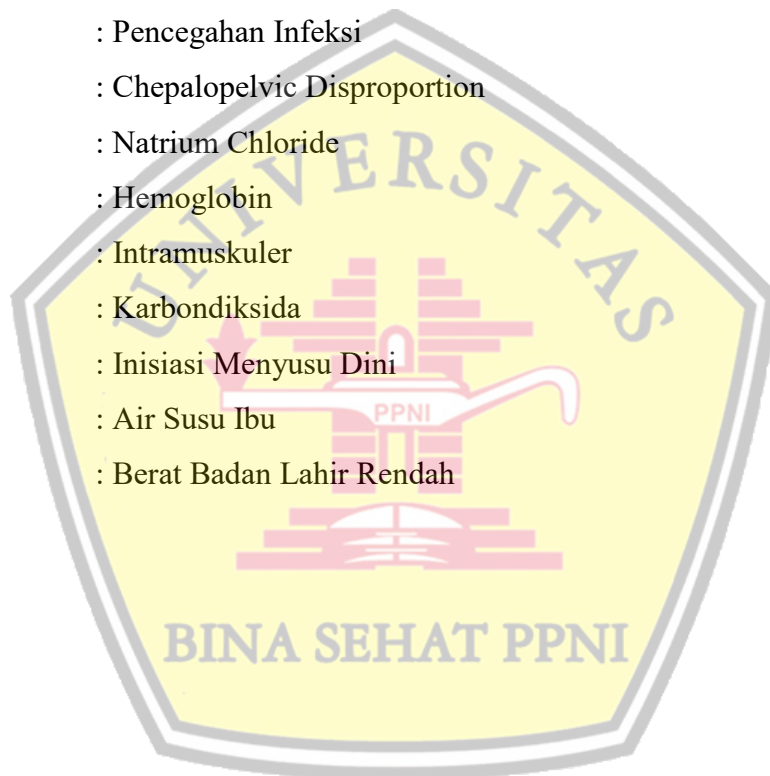 : Pencegahan Infeksi
: Chepalopelvic Disproportion
: Natrium Chloride
: Hemoglobin
: Intramuskuler
: Karbondiksida
: Inisiasi Menyusu Dini
: Air Susu Ibu
: Berat Badan Lahir Rendah
UNIVERSITAS
PPNI
BINA SEHAT PPNI